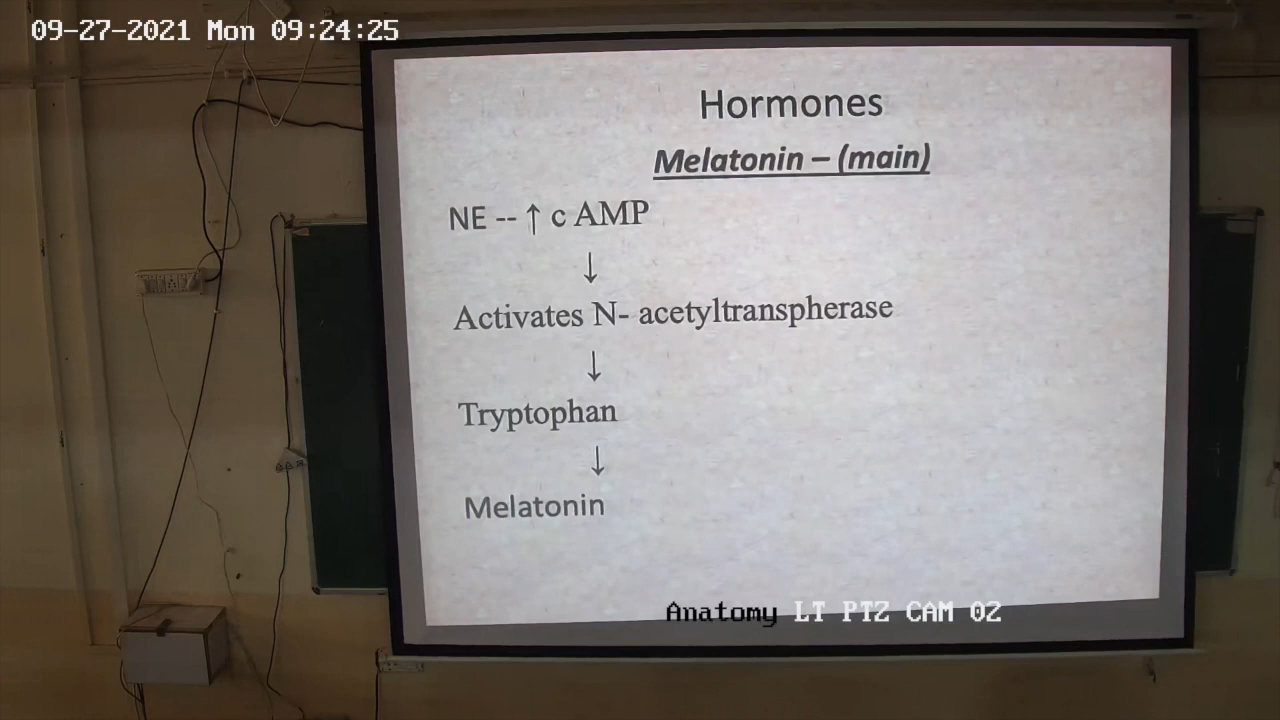 09-27-2021 Mon 09:24:25
Hormones
Melatonin – (main)
NE -- ↑ c AMP
↓
Activates N- acetyltranspherase
↓
Tryptophan
↓
Melatonin
Anatomy LT PTZ CAM 02